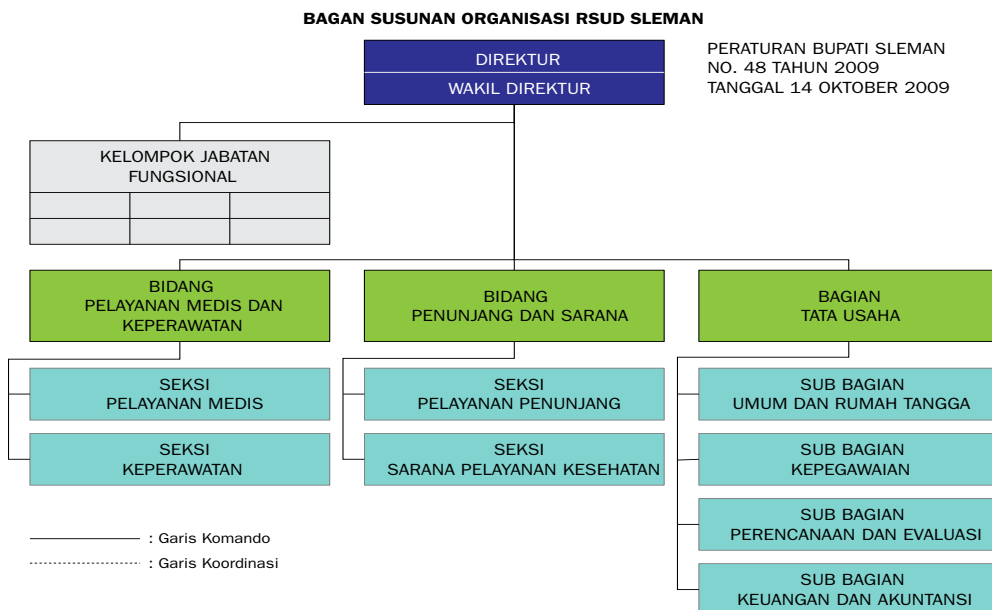 BAGAN SUSUNAN ORGANISASI RSUD SLEMAN
DIREKTUR
WAKIL DIREKTUR
PERATURAN BUPATI SLEMAN
NO. 48 TAHUN 2009
TANGGAL 14 OKTOBER 2009
KELOMPOK JABATAN
FUNGSIONAL
BIDANG
PELAYANAN MEDIS DAN
KEPERAWATAN
BIDANG
PENUNJANG DAN SARANA
BAGIAN
TATA USAHA
SEKSI
PELAYANAN MEDIS
SEKSI
KEPERAWATAN
SEKSI
PELAYANAN PENUNJANG
SEKSI
SARANA PELAYANAN KESEHATAN
SUB BAGIAN
UMUM DAN RUMAH TANGGA
SUB BAGIAN
KEPEGAWAIAN
SUB BAGIAN
PERENCANAAN DAN EVALUASI
SUB BAGIAN
KEUANGAN DAN AKUNTANSI
: Garis Komando
: Garis Koordinasi